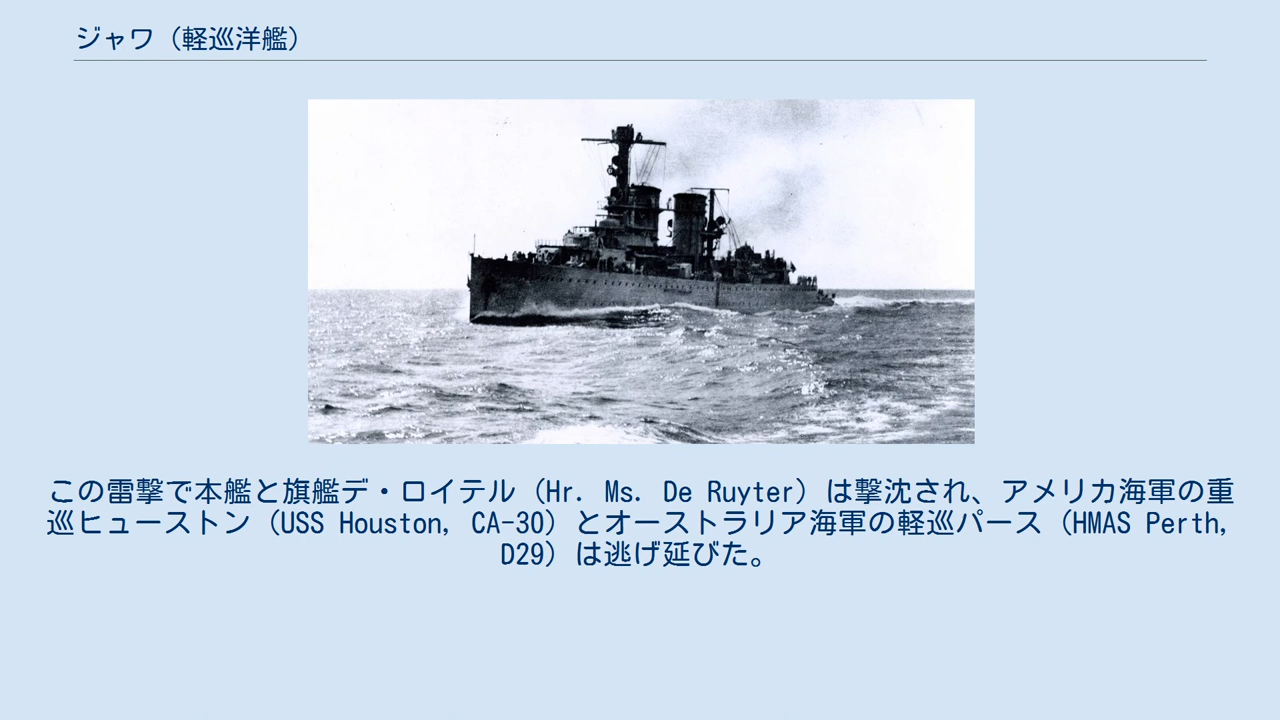 ジャワ（軽巡洋艦）
この雷撃で本艦と旗艦デ・ロイテル（Hr. Ms. De Ruyter）は撃沈され、アメリカ海軍の重
巡ヒューストン（USS Houston, CA-30）とオーストラリア海軍の軽巡パース（HMAS Perth,
D29）は逃げ延びた。